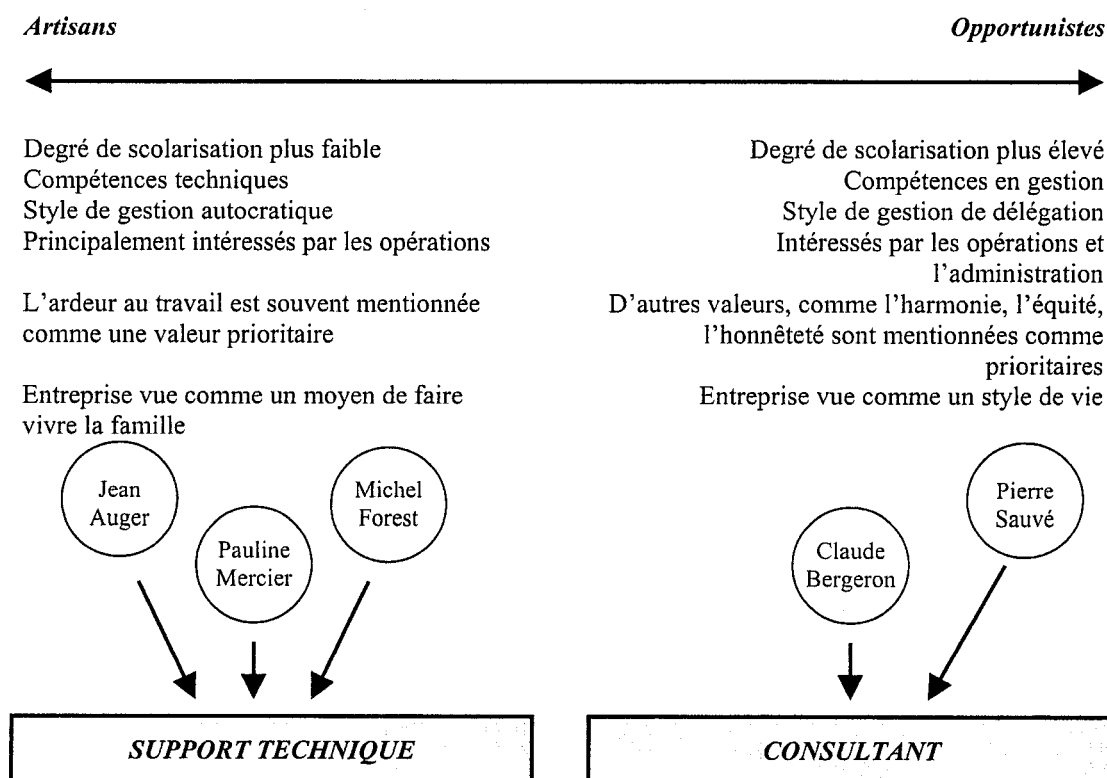 Artisans
Opportunistes
Degré de scolarisation plus faible
Compétences techniques
Style de gestion autocratique
Principalement intéressés par les opérations
L'ardeur au travail est souvent mentionnée
comme une valeur prioritaire
Entreprise vue comme un moyen de faire
vivre la famille
Degré de scolarisation plus élevé
Compétences en gestion
Style de gestion de délégation
Intéressés par les opérations et
l'administration
D'autres valeurs, comme l'harmonie, l'équité,
l'honnêteté sont mentionnées comme
prioritaires
Entreprise vue comme un style de vie
Jean
Auger
Pauline
Mercier
Michel
Forest
Claude
Bergeron
Pierre
Sauvé
SUPPORT TECHNIQUE
CONSULTANT